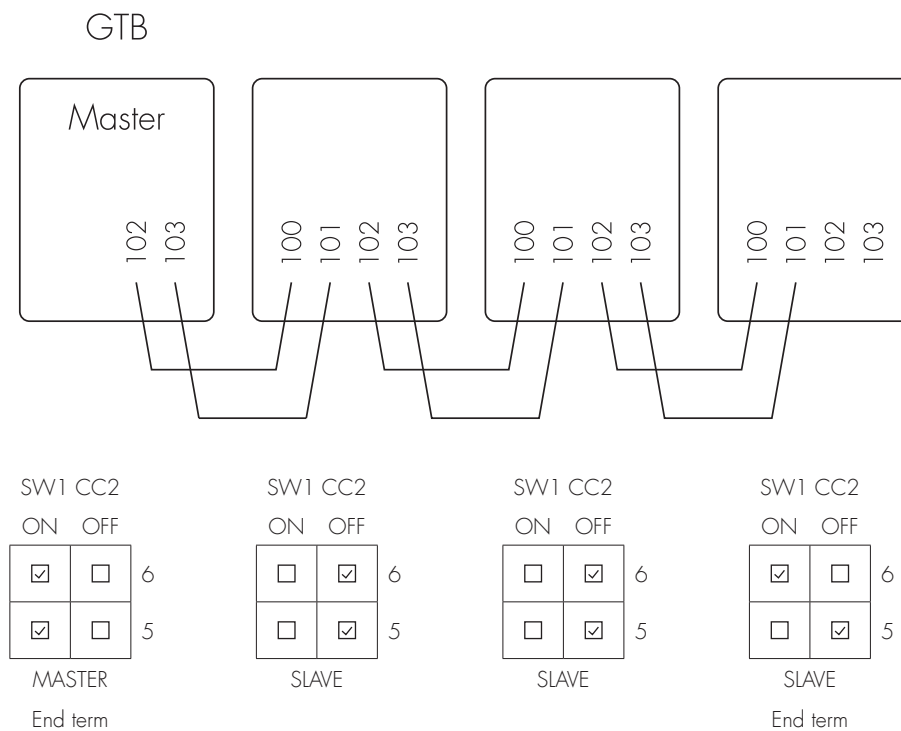 GTB
Master
102 103
100 101 102 103
100 101 102 103
100 101 102 103
SW1 CC2
ON OFF
6
5
MASTER
End term
SW1 CC2
ON OFF
6
5
SLAVE
SW1 CC2
ON OFF
6
5
SLAVE
SW1 CC2
ON OFF
6
5
SLAVE
End term